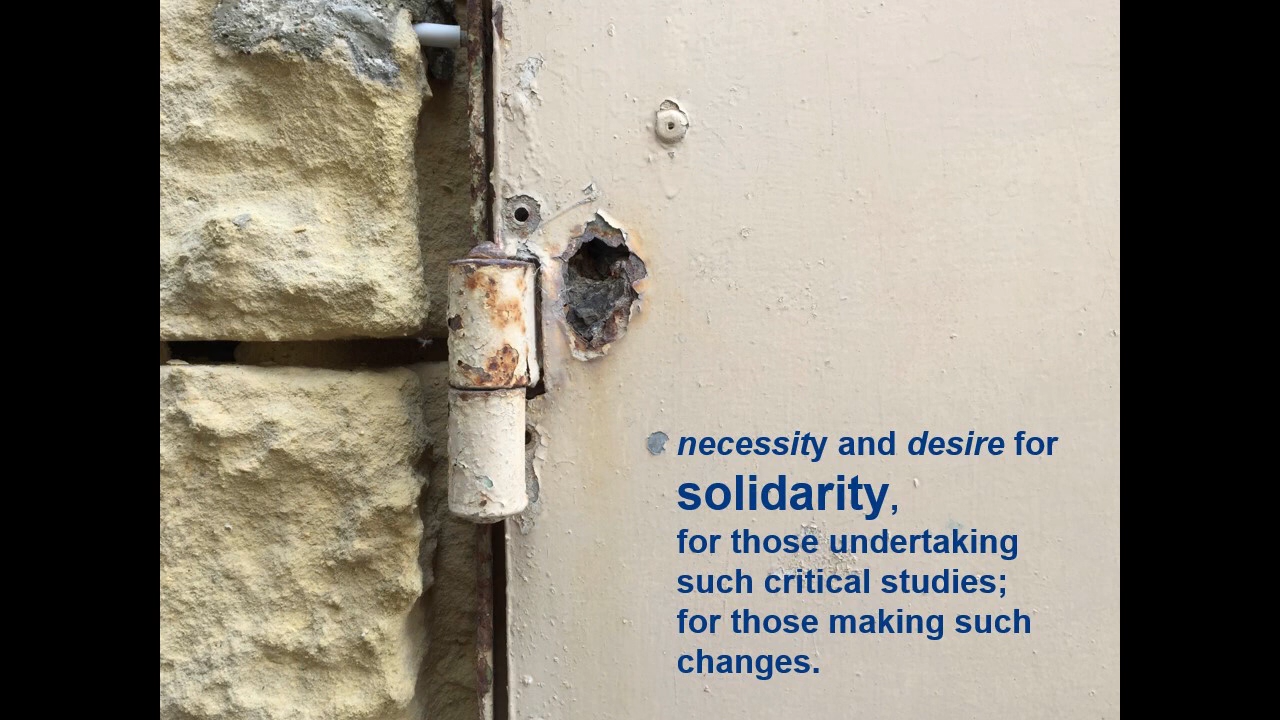 necessity and desire for
solidarity,
for those undertaking
such critical studies;
for those making such
changes.